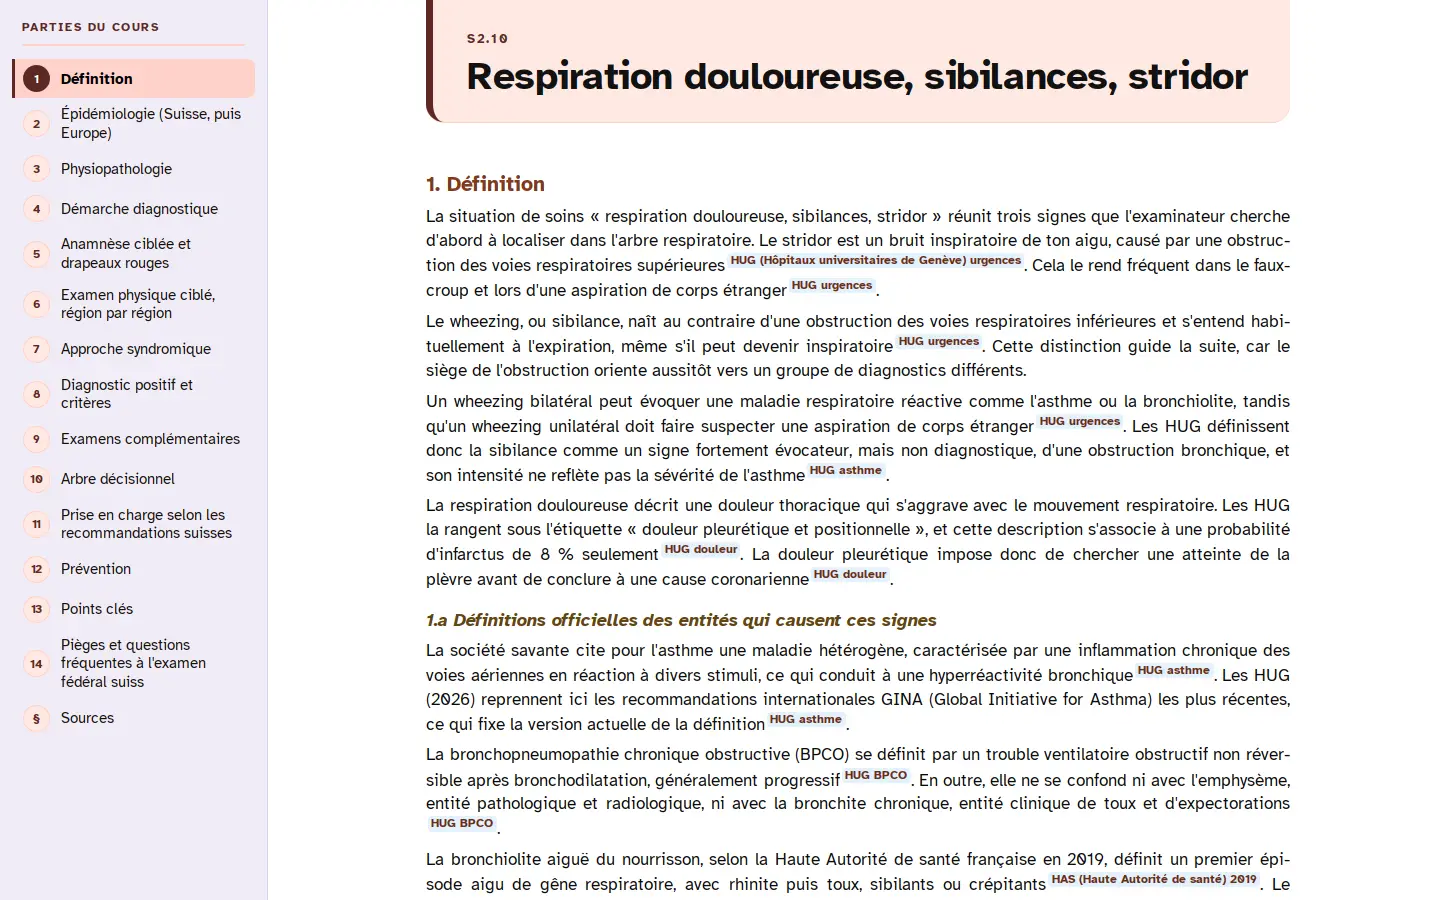 PARTIES DU COURS
1 Définition
2 Épidémiologie (Suisse, puis
Europe)
3 Physiopathologie
4 Démarche diagnostique
5 Anamnèse ciblée et
drapeaux rouges
6 Examen physique ciblé,
région par région
7 Approche syndromique
8 Diagnostic positif et
critères
9 Examens complémentaires
10 Arbre décisionnel
11 Prise en charge selon les
recommandations suisses
12 Prévention
13 Points clés
14 Pièges et questions
fréquentes à l'examen
fédéral suiss
§ Sources
S2.10
Respiration douloureuse, sibilances, stridor
1. Définition
La situation de soins « respiration douloureuse, sibilances, stridor » réunit trois signes que l'examinateur cherche
d'abord à localiser dans l'arbre respiratoire. Le stridor est un bruit inspiratoire de ton aigu, causé par une obstruc-
tion des voies respiratoires supérieures HUG (Hôpitaux universitaires de Genève) urgences. Cela le rend fréquent dans le faux-
croup et lors d'une aspiration de corps étranger HUG urgences.
Le wheezing, ou sibilance, naît au contraire d'une obstruction des voies respiratoires inférieures et s'entend habi-
tuellement à l'expiration, même s'il peut devenir inspiratoire HUG urgences. Cette distinction guide la suite, car le
siège de l'obstruction oriente aussitôt vers un groupe de diagnostics différents.
Un wheezing bilatéral peut évoquer une maladie respiratoire réactive comme l'asthme ou la bronchiolite, tandis
qu'un wheezing unilatéral doit faire suspecter une aspiration de corps étranger HUG urgences. Les HUG définissent
donc la sibilance comme un signe fortement évocateur, mais non diagnostique, d'une obstruction bronchique, et
son intensité ne reflète pas la sévérité de l'asthme HUG asthme.
La respiration douloureuse décrit une douleur thoracique qui s'aggrave avec le mouvement respiratoire. Les HUG
la rangent sous l'étiquette « douleur pleurétique et positionnelle », et cette description s'associe à une probabilité
d'infarctus de 8 % seulement HUG douleur. La douleur pleurétique impose donc de chercher une atteinte de la
plèvre avant de conclure à une cause coronarienne HUG douleur.
1.a Définitions officielles des entités qui causent ces signes
La société savante cite pour l'asthme une maladie hétérogène, caractérisée par une inflammation chronique des
voies aériennes en réaction à divers stimuli, ce qui conduit à une hyperréactivité bronchique HUG asthme. Les HUG
(2026) reprennent ici les recommandations internationales GINA (Global Initiative for Asthma) les plus récentes,
ce qui fixe la version actuelle de la définition HUG asthme.
La bronchopneumopathie chronique obstructive (BPCO) se définit par un trouble ventilatoire obstructif non réver-
sible après bronchodilatation, généralement progressif HUG BPCO. En outre, elle ne se confond ni avec l'emphysème,
entité pathologique et radiologique, ni avec la bronchite chronique, entité clinique de toux et d'expectorations
HUG BPCO.
La bronchiolite aiguë du nourrisson, selon la Haute Autorité de santé française en 2019, définit un premier épi-
sode aigu de gêne respiratoire, avec rhinite puis toux, sibilants ou crépitants HAS (Haute Autorité de santé) 2019. Le